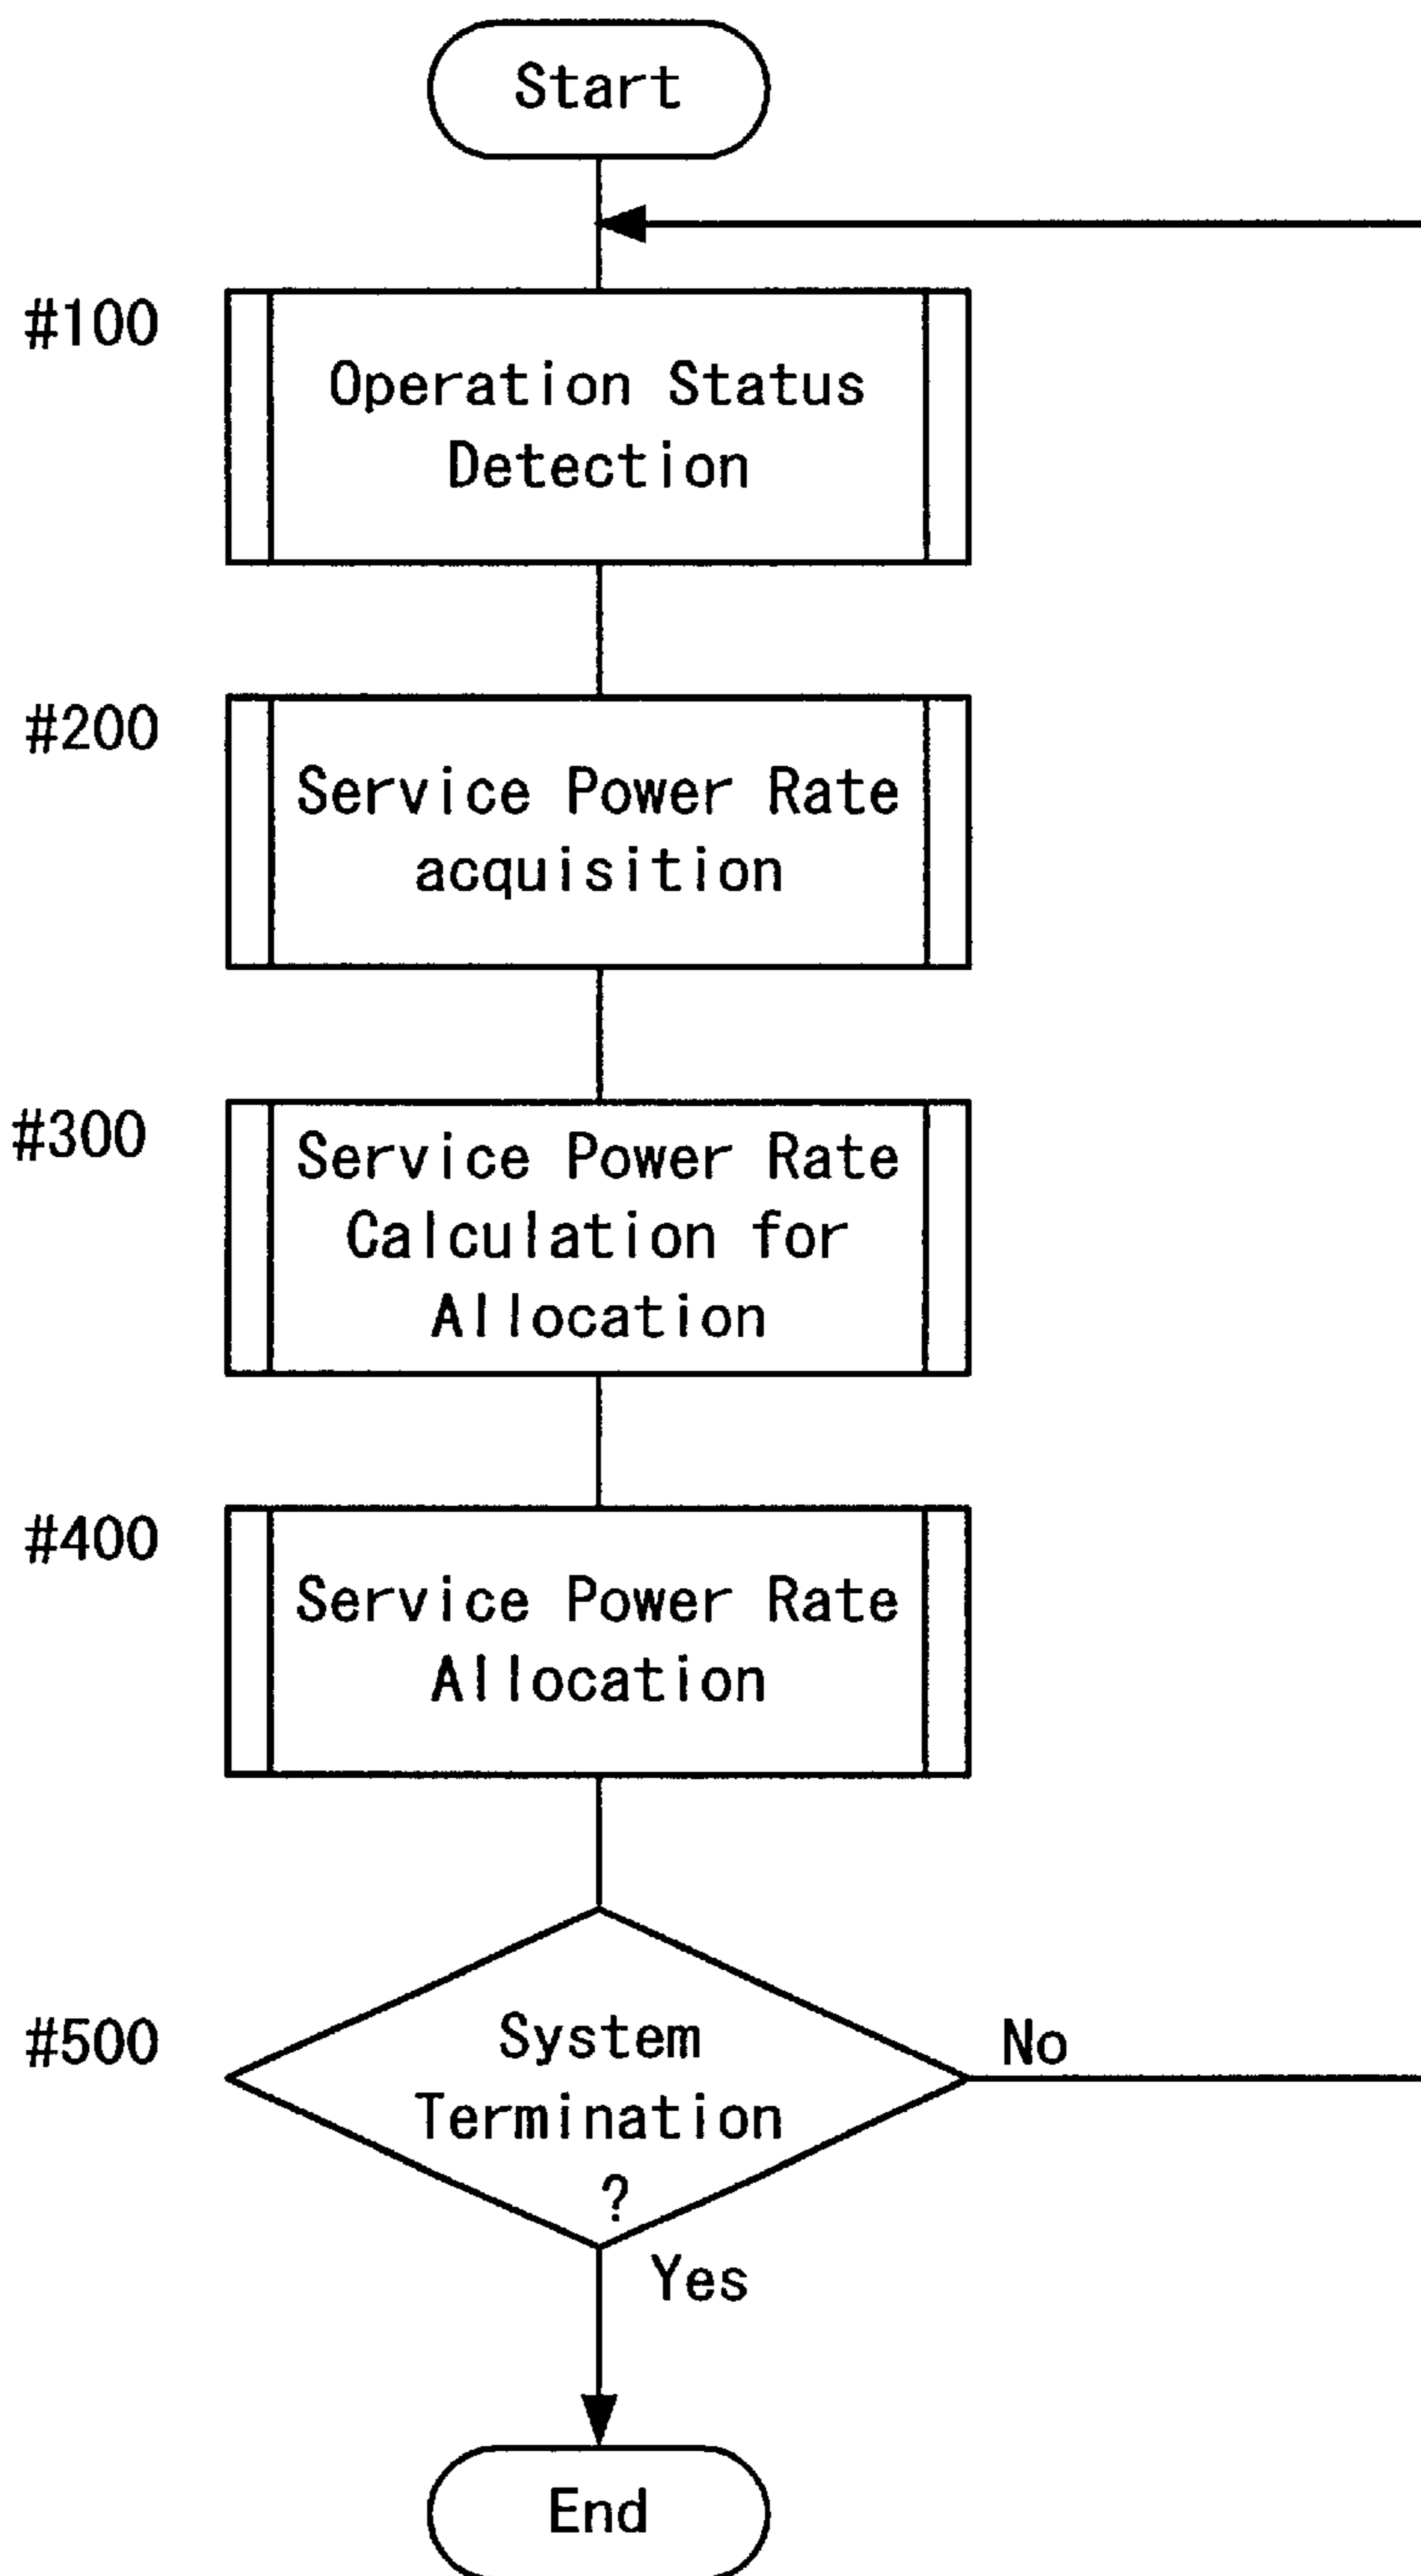 Start
#100
Operation Status
Detection
#200
Service Power Rate
acquisition
#300
Service Power Rate
Calculation for
Allocation
#400
Service Power Rate
Allocation
#500
System
Termination
?
No
Yes
End